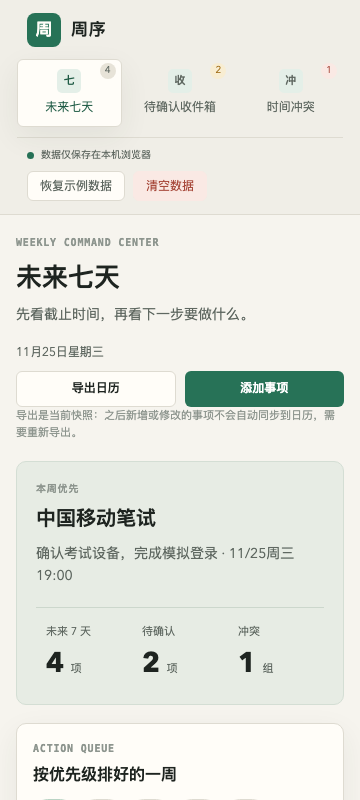 周 周序
七 4
未来七天
收 2
待确认收件箱
冲 1
时间冲突
数据仅保存在本机浏览器
恢复示例数据 清空数据
WEEKLY COMMAND CENTER
未来七天
先看截止时间，再看下一步要做什么。
11月25日星期三
导出日历 添加事项
导出是当前快照：之后新增或修改的事项不会自动同步到日历，需
要重新导出。
本周优先
中国移动笔试
确认考试设备，完成模拟登录 · 11/25周三
19:00
未来 7 天 待确认 冲突
4 项 2 项 1 组
ACTION QUEUE
按优先级排好的一周